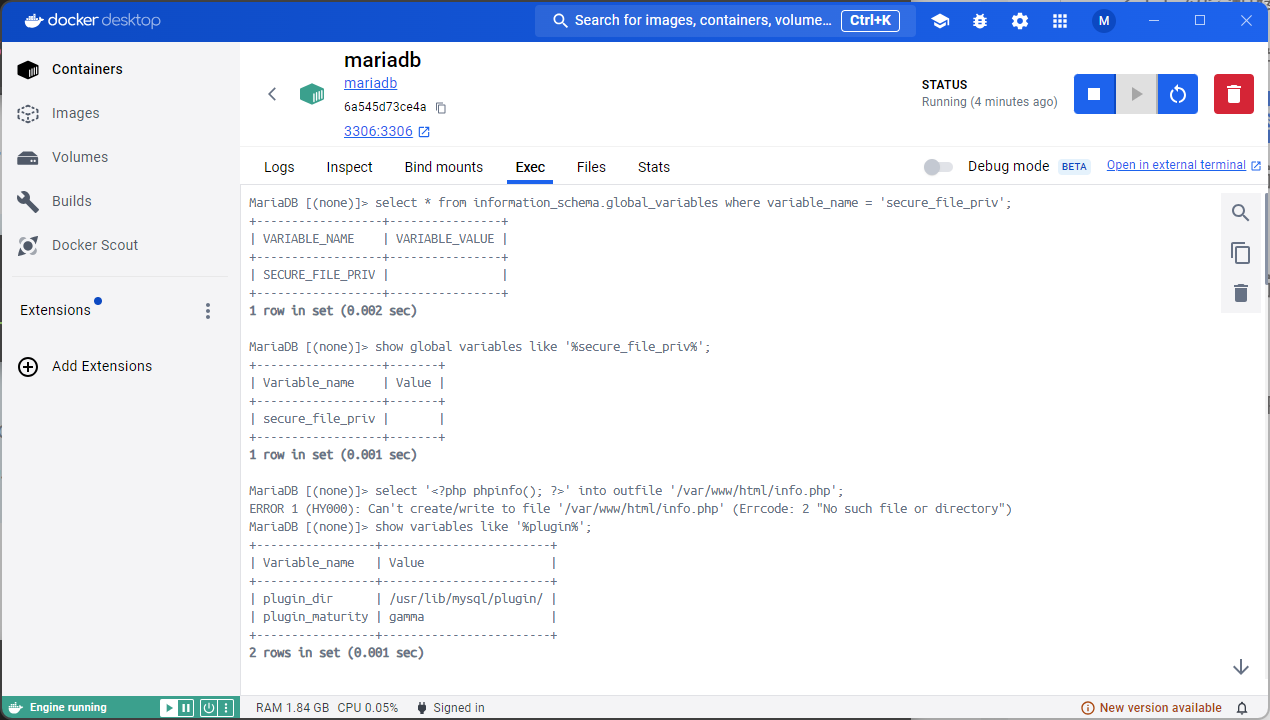 docker desktop
Search for images, containers, volume... Ctrl+K
M
Containers
Images
Volumes
Builds
Docker Scout
Extensions
Add Extensions
mariadb
mariadb
6a545d73ce4a
3306:3306
STATUS
Running (4 minutes ago)
Logs Inspect Bind mounts Exec Files Stats
Debug mode BETA Open in external terminal
MariaDB [(none)]> select * from information_schema.global_variables where variable_name = 'secure_file_priv';
+------------------+----------------+
| VARIABLE_NAME    | VARIABLE_VALUE |
+------------------+----------------+
| SECURE_FILE_PRIV |                |
+------------------+----------------+
1 row in set (0.002 sec)
MariaDB [(none)]> show global variables like '%secure_file_priv%';
+------------------+-------+
| Variable_name    | Value |
+------------------+-------+
| secure_file_priv |       |
+------------------+-------+
1 row in set (0.001 sec)
MariaDB [(none)]> select '<?php phpinfo(); ?>' into outfile '/var/www/html/info.php';
ERROR 1 (HY000): Can't create/write to file '/var/www/html/info.php' (Errcode: 2 "No such file or directory")
MariaDB [(none)]> show variables like '%plugin%';
+-----------------+------------------------+
| Variable_name   | Value                  |
+-----------------+------------------------+
| plugin_dir      | /usr/lib/mysql/plugin/ |
| plugin_maturity | gamma                  |
+-----------------+------------------------+
2 rows in set (0.001 sec)
Engine running
RAM 1.84 GB CPU 0.05% Signed in
New version available